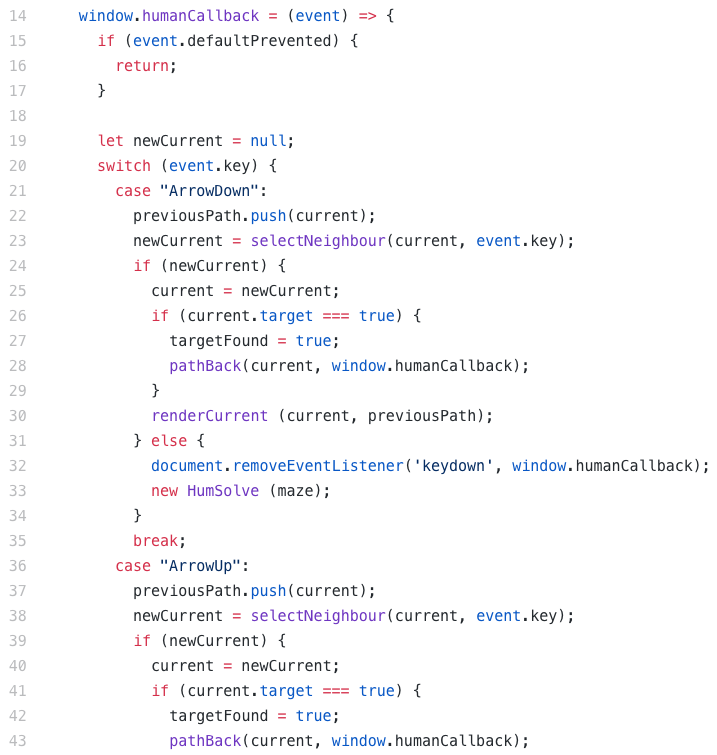 14 window.humanCallback = (event) => {
15 if (event.defaultPrevented) {
16 return;
17 }
18
19 let newCurrent = null;
20 switch (event.key) {
21 case "ArrowDown":
22 previousPath.push(current);
23 newCurrent = selectNeighbour(current, event.key);
24 if (newCurrent) {
25 current = newCurrent;
26 if (current.target === true) {
27 targetFound = true;
28 pathBack(current, window.humanCallback);
29 }
30 renderCurrent (current, previousPath);
31 } else {
32 document.removeEventListener('keydown', window.humanCallback);
33 new HumSolve (maze);
34 }
35 break;
36 case "ArrowUp":
37 previousPath.push(current);
38 newCurrent = selectNeighbour(current, event.key);
39 if (newCurrent) {
40 current = newCurrent;
41 if (current.target === true) {
42 targetFound = true;
43 pathBack(current, window.humanCallback);